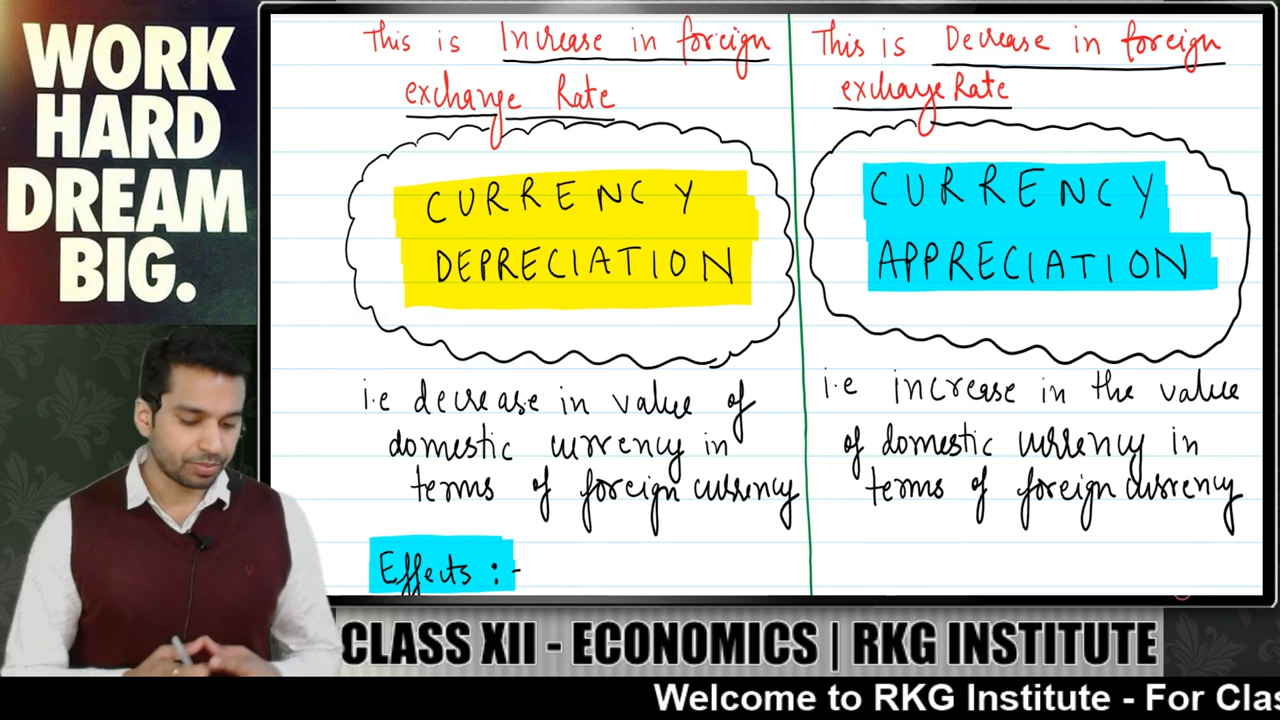 WORK
HARD
DREAM
BIG.
This is Increase in foreign
exchange Rate
CURRENCY
DEPRECIATION
i.e decrease in value of
domestic currency in
terms of foreign currency
Effects :-
This is Decrease in foreign
exchange Rate
CURRENCY
APPRECIATION
i.e increase in the value
of domestic currency in
terms of foreign currency
CLASS XII - ECONOMICS | RKG INSTITUTE
Welcome to RKG Institute - For Clas